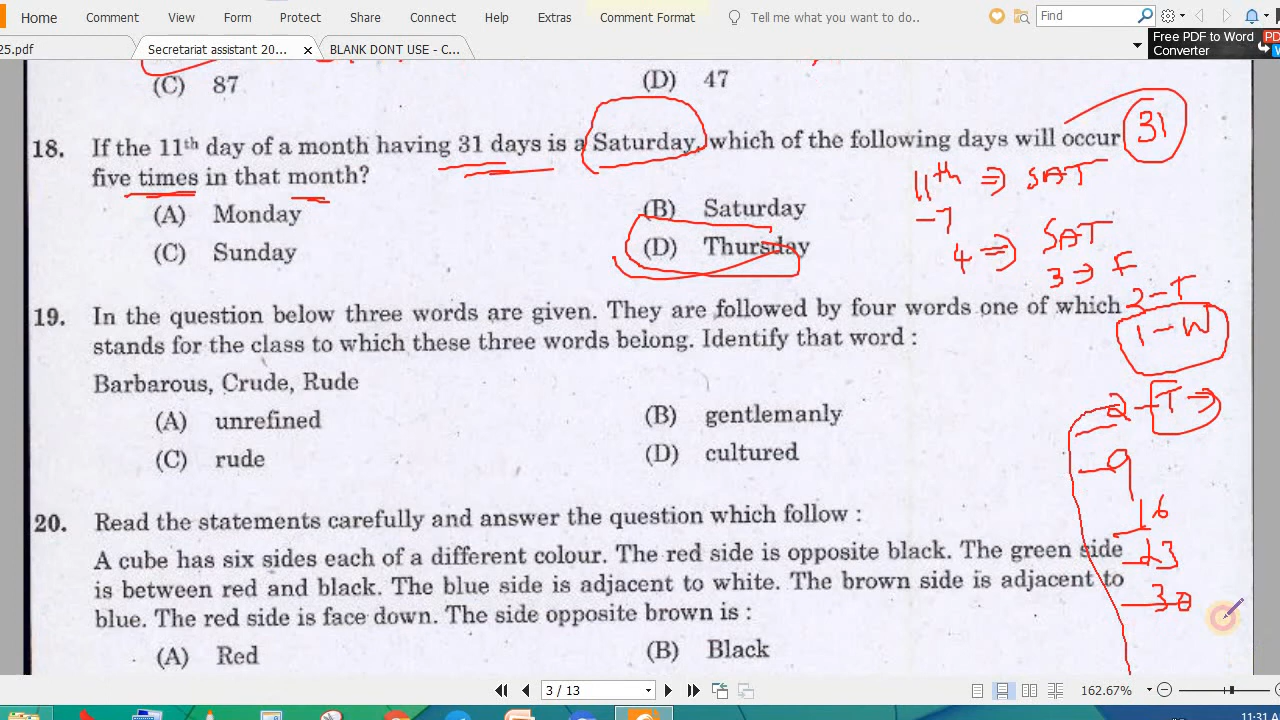 Home Comment View Form Protect Share Connect Help Extras Comment Format Tell me what you want to do.. Find
25.pdf Secretariat assistant 20... × BLANK DONT USE - C... Free PDF to Word
Converter
(C) 87 (D) 47
18. If the 11th day of a month having 31 days is a Saturday, which of the following days will occur 31
five times in that month? 11th ⇒ SAT
(A) Monday (B) Saturday -7
(C) Sunday (D) Thursday 4 ⇒ SAT
3 → F
19. In the question below three words are given. They are followed by four words one of which 2-T
stands for the class to which these three words belong. Identify that word : 1-W
Barbarous, Crude, Rude
(A) unrefined (B) gentlemanly 2-T ⇒
(C) rude (D) cultured 9
16
20. Read the statements carefully and answer the question which follow :
A cube has six sides each of a different colour. The red side is opposite black. The green side 23
is between red and black. The blue side is adjacent to white. The brown side is adjacent to
blue. The red side is face down. The side opposite brown is : 30
(A) Red (B) Black
3 / 13 162.67%